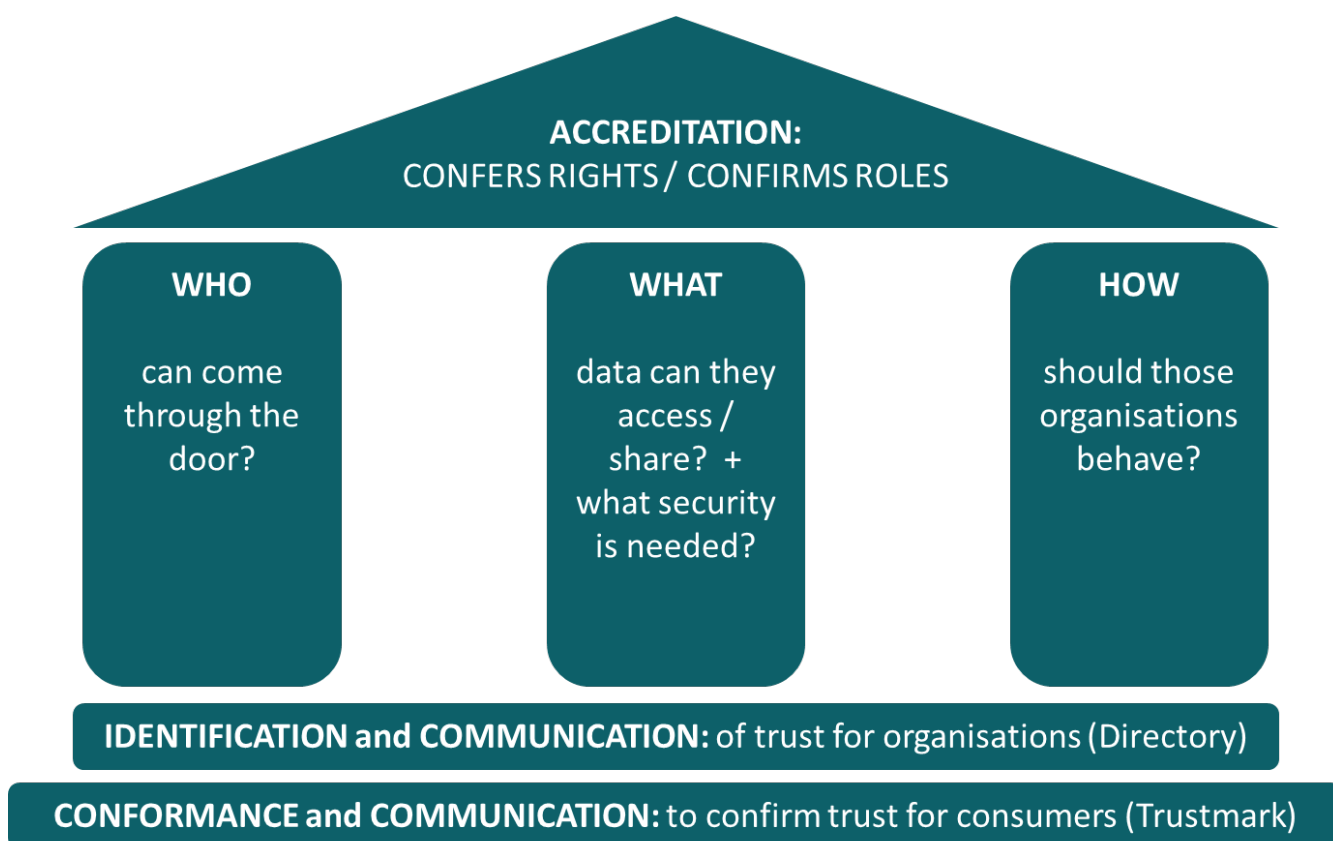 ACCREDITATION:
CONFERS RIGHTS / CONFIRMS ROLES
WHO
can come
through the
door?
WHAT
data can they
access /
share? +
what security
is needed?
HOW
should those
organisations
behave?
IDENTIFICATION and COMMUNICATION: of trust for organisations (Directory)
CONFORMANCE and COMMUNICATION: to confirm trust for consumers (Trustmark)